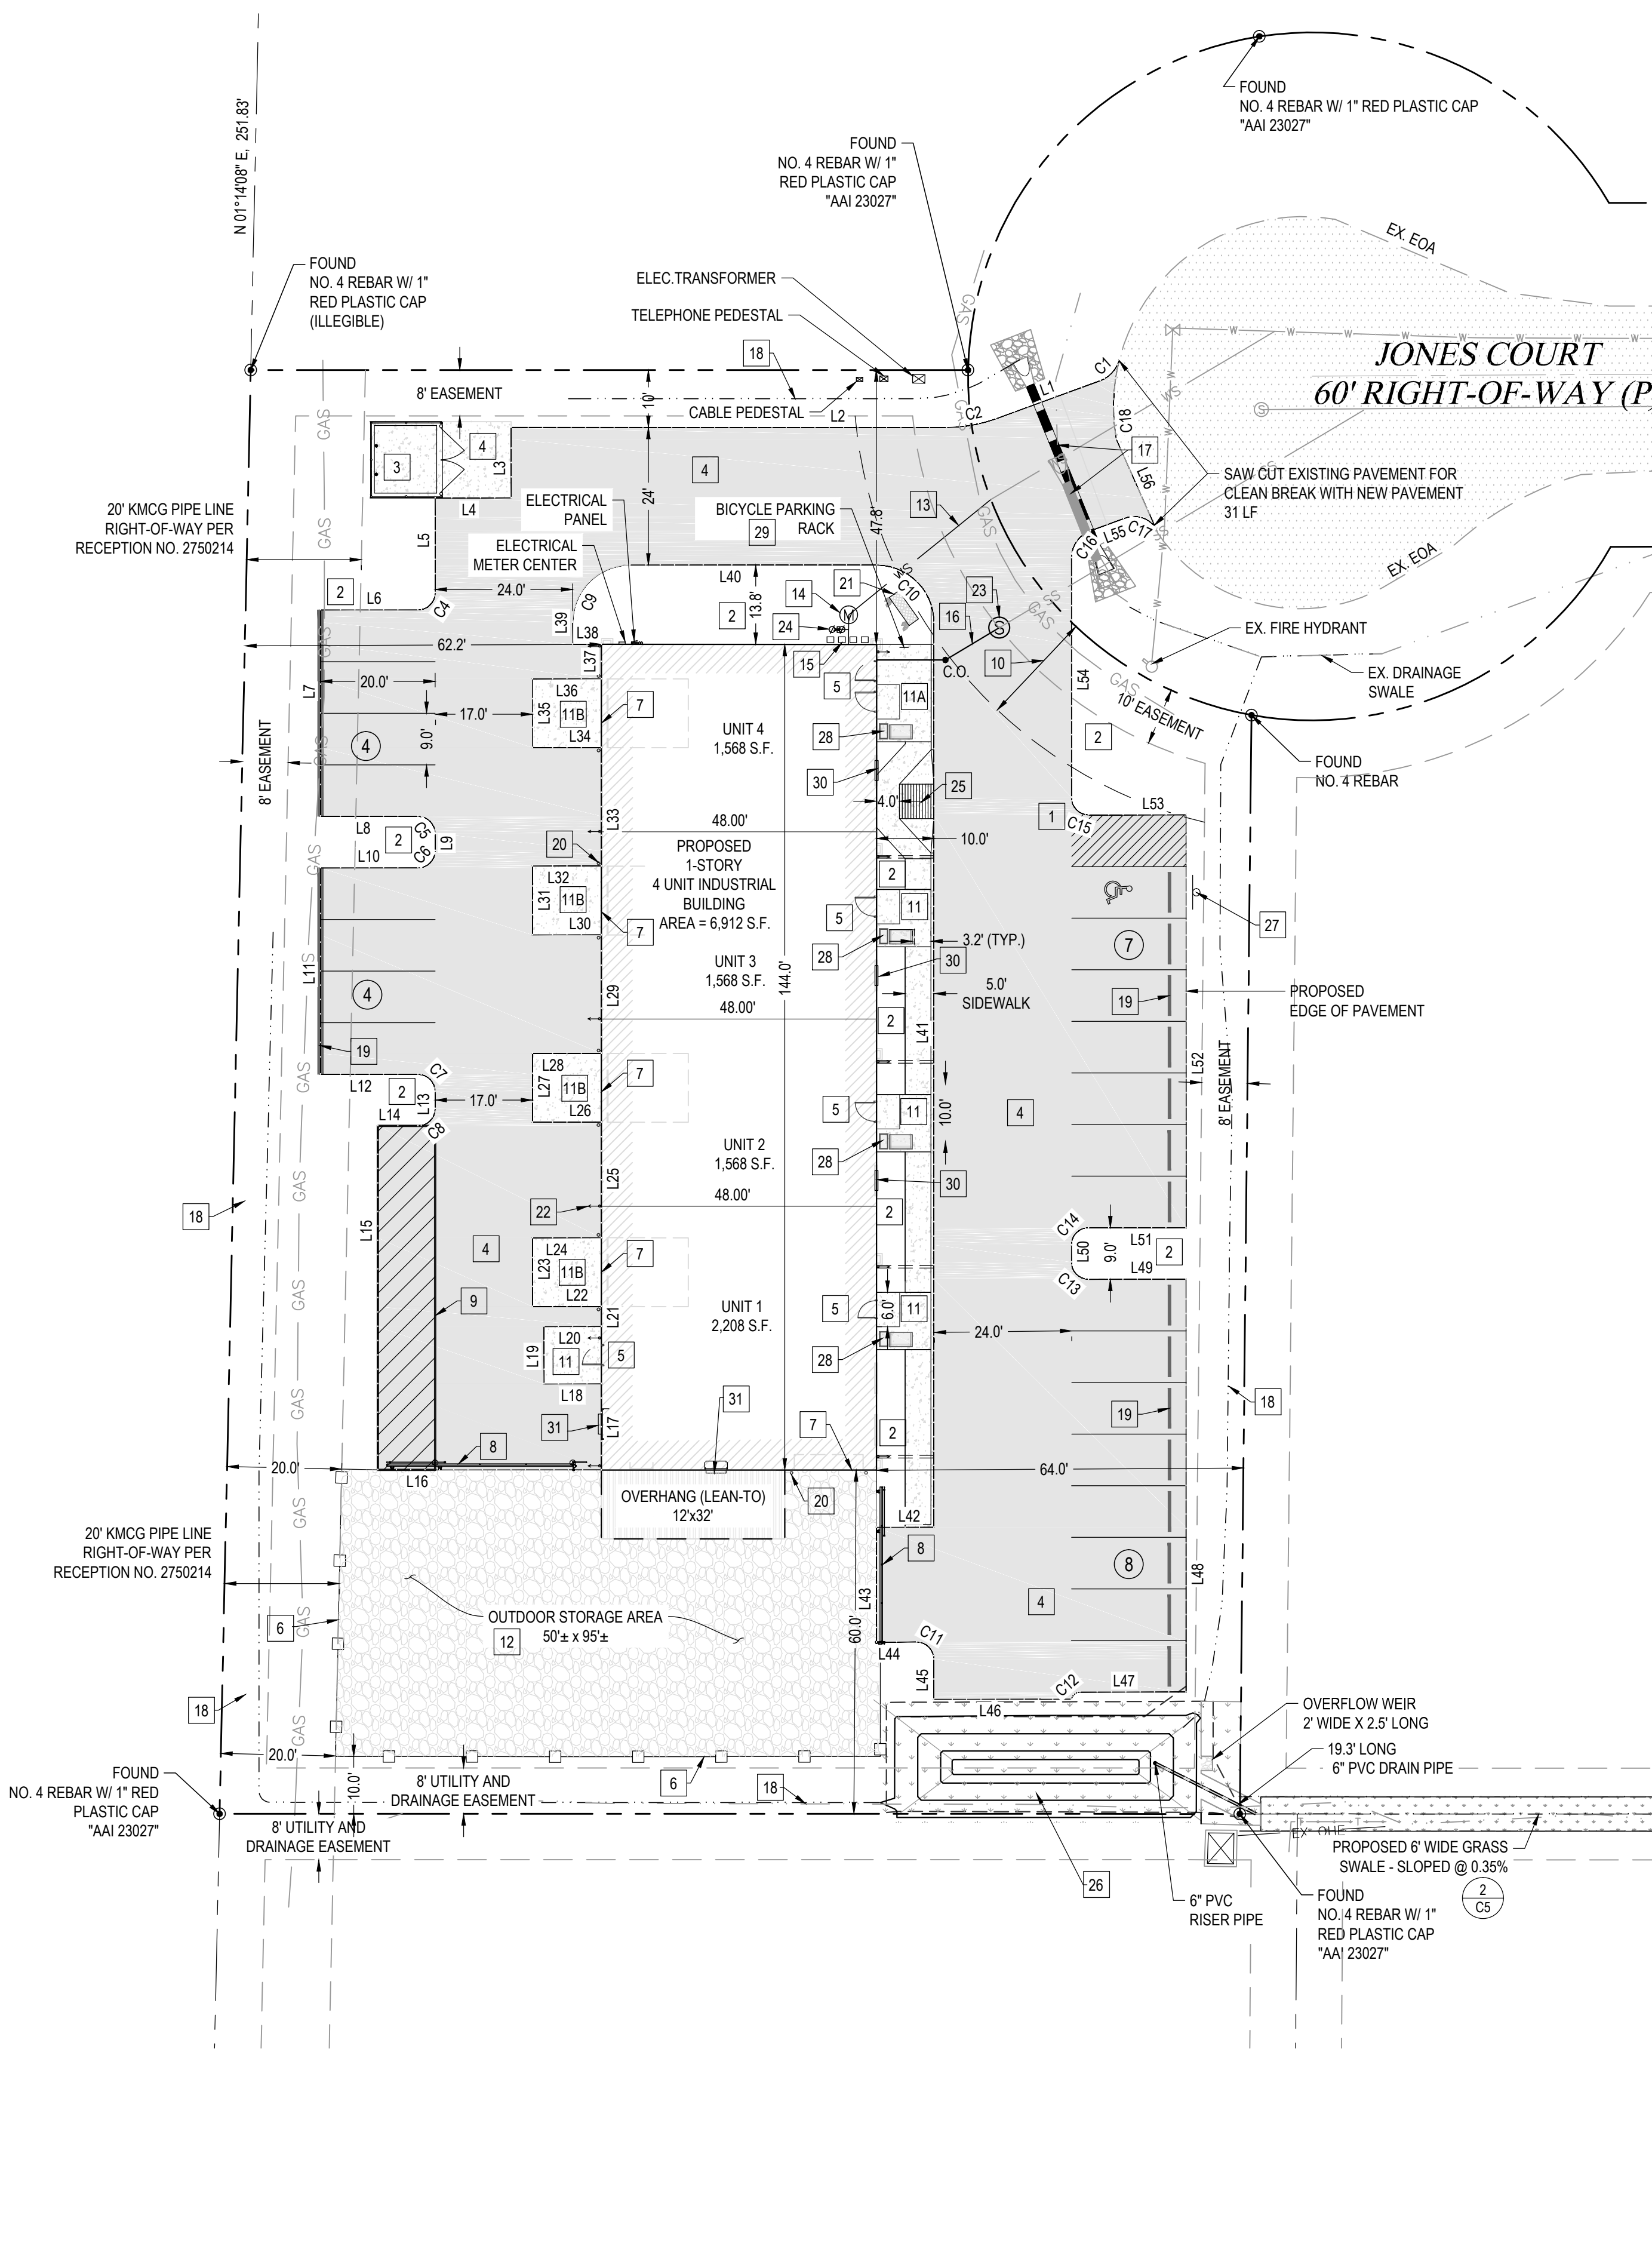 N 01°14'08" E, 251.83'
FOUND
NO. 4 REBAR W/ 1" RED PLASTIC CAP
"AAI 23027"
FOUND
NO. 4 REBAR W/ 1"
RED PLASTIC CAP
"AAI 23027"
FOUND
NO. 4 REBAR W/ 1"
RED PLASTIC CAP
(ILLEGIBLE)
ELEC.TRANSFORMER
TELEPHONE PEDESTAL
18
CABLE PEDESTAL
8' EASEMENT
10'
L2
C2
L1
C1
C18
EX. EOA
JONES COURT
60' RIGHT-OF-WAY (P
GAS
GAS
WS
W
W
W
W
W
W
17
L56
SAW CUT EXISTING PAVEMENT FOR
CLEAN BREAK WITH NEW PAVEMENT
31 LF
3
4
L3
L4
4
24'
47.8'
20' KMCG PIPE LINE
RIGHT-OF-WAY PER
RECEPTION NO. 2750214
ELECTRICAL
PANEL
ELECTRICAL
METER CENTER
BICYCLE PARKING
RACK
29
13
C16
L55
C17
EX. EOA
L5
2
L6
C4
24.0'
C9
L39
L38
L40
13.8'
2
14
M
21
C10
WS
24
15
23
S
16
C.O.
10
SS
SS
EX. FIRE HYDRANT
EX. DRAINAGE
SWALE
10' EASEMENT
62.2'
L37
5
11A
L54
2
L7
20.0'
17.0'
9.0'
4
L36
L35
11B
L34
7
UNIT 4
1,568 S.F.
28
30
4.0'
25
FOUND
NO. 4 REBAR
8' EASEMENT
L33
48.00'
10.0'
1
C15
L53
L8
C5
2
L9
L10
C6
20
PROPOSED
1-STORY
4 UNIT INDUSTRIAL
BUILDING
AREA = 6,912 S.F.
2
L32
L31
11B
L30
7
5
11
28
3.2' (TYP.)
7
27
L11
4
UNIT 3
1,568 S.F.
144.0'
30
5.0'
SIDEWALK
19
PROPOSED
EDGE OF PAVEMENT
L29
48.00'
2
L41
19
L12
C7
2
L13
L14
C8
17.0'
L28
L27
11B
L26
7
5
11
10.0'
4
L52
8' EASEMENT
28
UNIT 2
1,568 S.F.
30
L25
48.00'
18
L15
22
2
4
L24
L23
11B
L22
7
C14
L50
9.0'
L51
2
L49
C13
9
UNIT 1
2,208 S.F.
5
6.0'
11
L21
L20
L19
11
5
L18
28
24.0'
31
31
L17
7
2
19
18
8
20.0'
L16
64.0'
OVERHANG (LEAN-TO)
12'x32'
20
L42
8
20' KMCG PIPE LINE
RIGHT-OF-WAY PER
RECEPTION NO. 2750214
8
L48
L43
4
6
OUTDOOR STORAGE AREA
12
50'± x 95'±
60.0'
C11
L44
L45
C12
L47
18
L46
OVERFLOW WEIR
2' WIDE X 2.5' LONG
20.0'
19.3' LONG
6" PVC DRAIN PIPE
FOUND
NO. 4 REBAR W/ 1" RED
PLASTIC CAP
"AAI 23027"
10.0'
8' UTILITY AND
DRAINAGE EASEMENT
6
18
8' UTILITY AND
DRAINAGE EASEMENT
EX. OHE
PROPOSED 6' WIDE GRASS
SWALE - SLOPED @ 0.35%
2
C5
26
6" PVC
RISER PIPE
FOUND
NO. 4 REBAR W/ 1"
RED PLASTIC CAP
"AAI 23027"
GAS
GAS
GAS
GAS
GAS
GAS
GAS
GAS
GAS
GAS